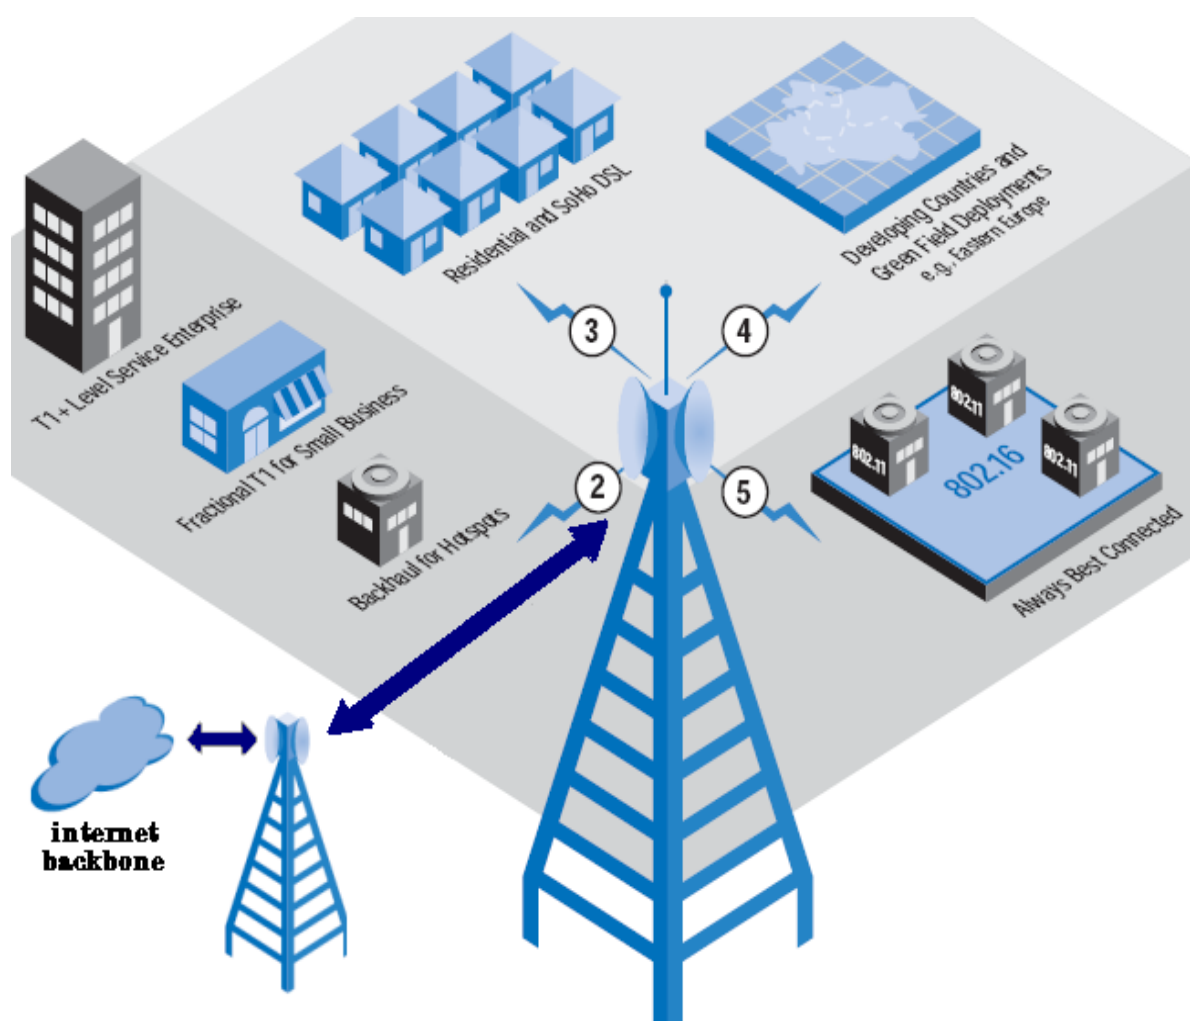 Residential and SoHo DSL
Developing Countries and
Green Field Deployments
e.g., Eastern Europe
T1+ Level Service Enterprise
Fractional T1 for Small Business
Backhaul for Hotspots
3
4
2
5
802.11
802.11
802.11
802.16
Always Best Connected
internet
backbone